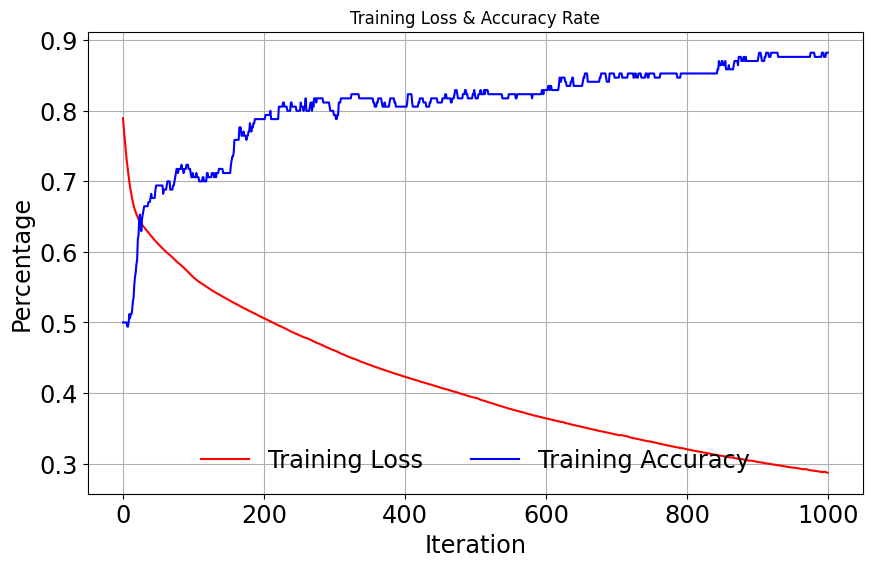 Training Loss & Accuracy Rate
Percentage
0.9
0.8
0.7
0.6
0.5
0.4
0.3
Training Loss
Training Accuracy
0 200 400 600 800 1000
Iteration